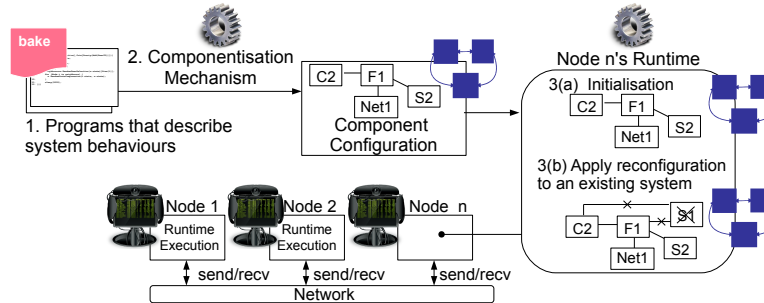 bake
2. Componentisation
Mechanism
1. Programs that describe
system behaviours
C2
F1
Net1
S2
Component
Configuration
Node n's Runtime
3(a) Initialisation
C2
F1
Net1
S2
3(b) Apply reconfiguration
to an existing system
S1
C2
F1
Net1
S2
Node 1
Runtime
Execution
Node 2
Runtime
Execution
Node n
send/recv
send/recv
send/recv
Network